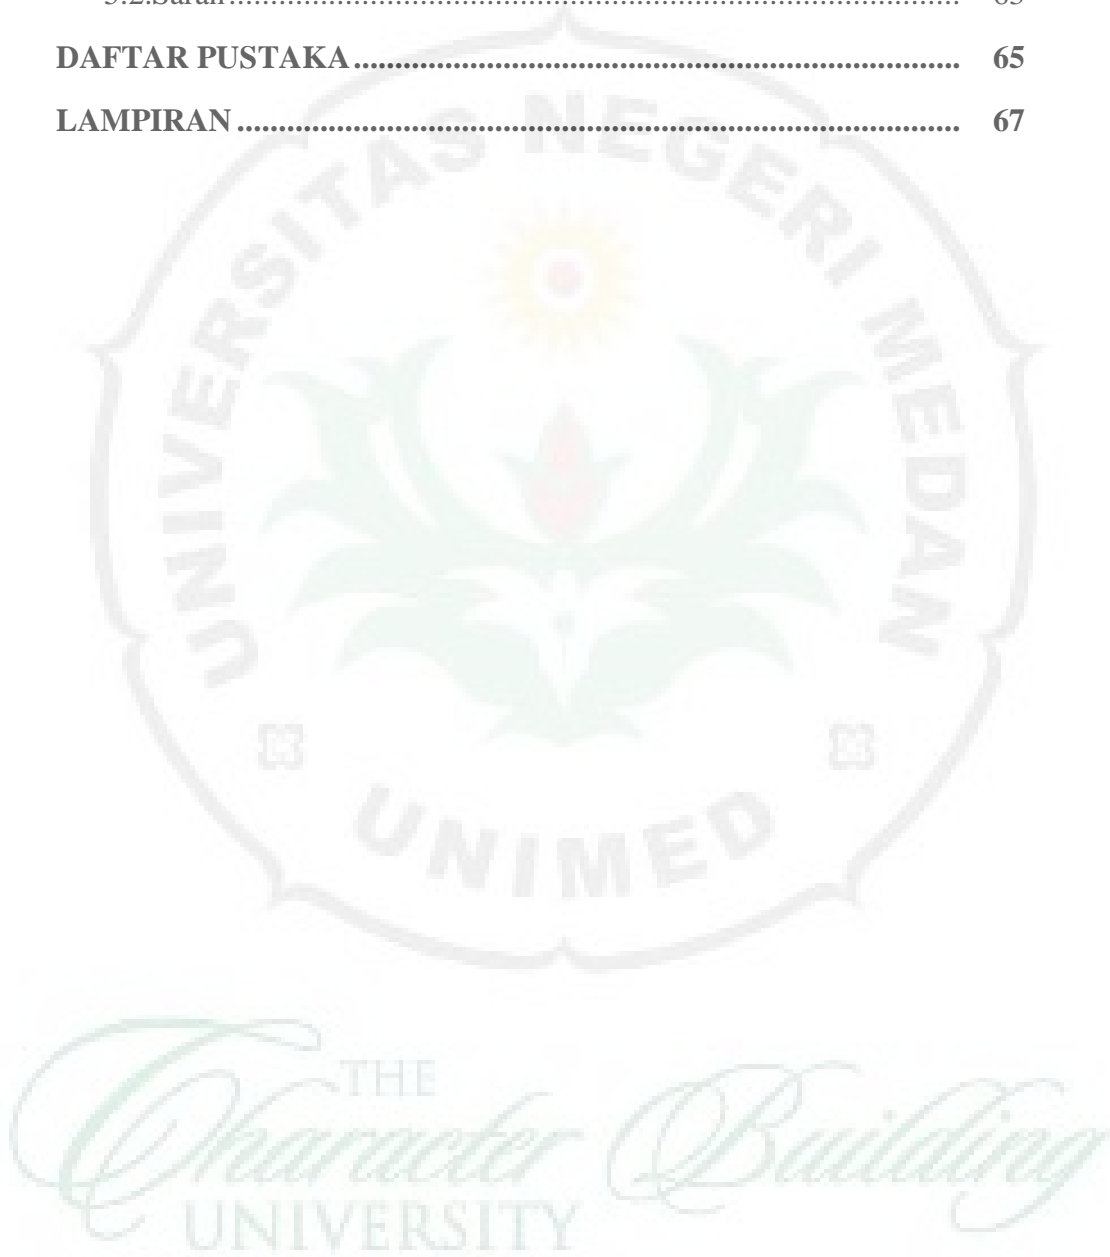 DAFTAR PUSTAKA........................................................................ 65
LAMPIRAN...................................................................................... 67
UNIVERSITAS NEGERI MEDAN
UNIMED
THE
Character Building
UNIVERSITY